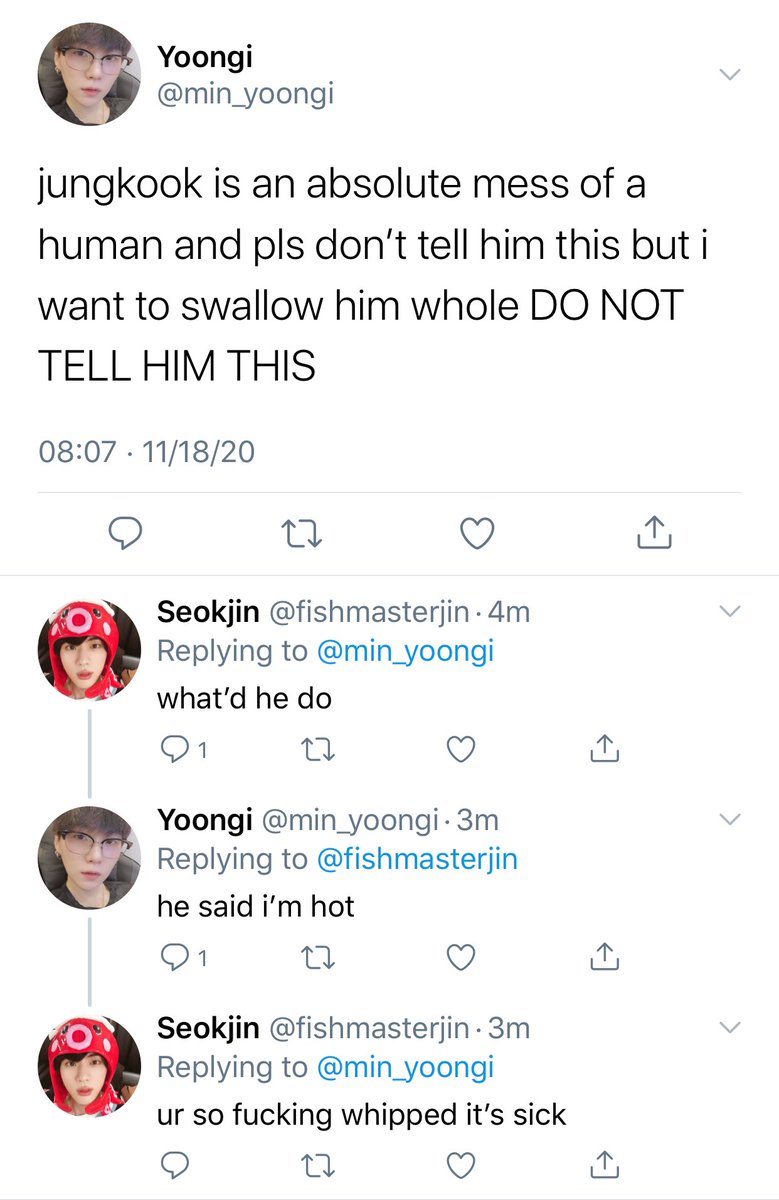 Yoongi
@min_yoongi
jungkook is an absolute mess of a
human and pls don’t tell him this but i
want to swallow him whole DO NOT
TELL HIM THIS
08:07 · 11/18/20
Seokjin @fishmasterjin · 4m
Replying to @min_yoongi
what’d he do
1
Yoongi @min_yoongi · 3m
Replying to @fishmasterjin
he said i’m hot
1
Seokjin @fishmasterjin · 3m
Replying to @min_yoongi
ur so fucking whipped it’s sick